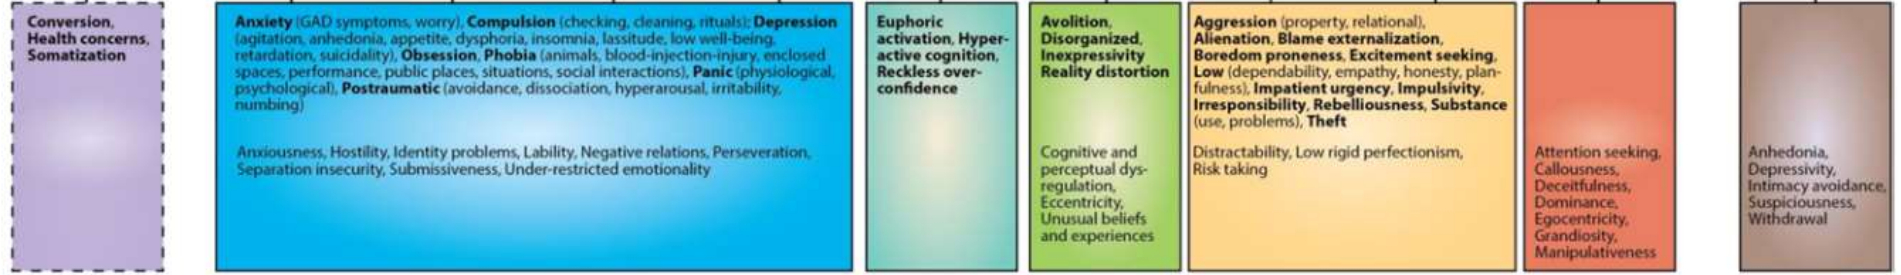 Conversion,
Health concerns,
Somatization
Anxiety (GAD symptoms, worry), Compulsion (checking, cleaning, rituals); Depression
(agitation, anhedonia, appetite, dysphoria, insomnia, lassitude, low well-being,
retardation, suicidality), Obsession, Phobia (animals, blood-injection-injury, enclosed
spaces, performance, public places, situations, social interactions), Panic (physiological,
psychological), Postraumatic (avoidance, dissociation, hyperarousal, irritability,
numbing)
Anxiousness, Hostility, Identity problems, Lability, Negative relations, Perseveration,
Separation insecurity, Submissiveness, Under-restricted emotionality
Euphoric
activation, Hyper-
active cognition,
Reckless over-
confidence
Avolition,
Disorganized,
Inexpressivity
Reality distortion
Cognitive and
perceptual dys-
regulation,
Eccentricity,
Unusual beliefs
and experiences
Aggression (property, relational),
Alienation, Blame externalization,
Boredom proneness, Excitement seeking,
Low (dependability, empathy, honesty, plan-
fulness), Impatient urgency, Impulsivity,
Irresponsibility, Rebelliousness, Substance
(use, problems), Theft
Distractability, Low rigid perfectionism,
Risk taking
Attention seeking,
Callousness,
Deceitfulness,
Dominance,
Egocentricity,
Grandiosity,
Manipulativeness
Anhedonia,
Depressivity,
Intimacy avoidance,
Suspiciousness,
Withdrawal